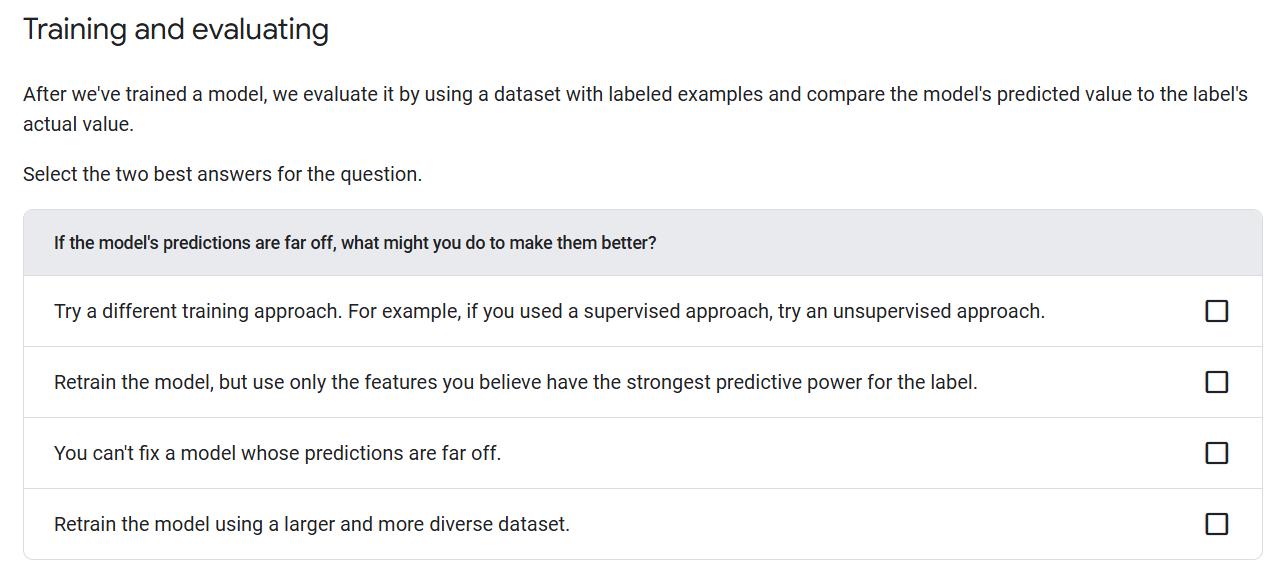 Training and evaluating
After we've trained a model, we evaluate it by using a dataset with labeled examples and compare the model's predicted value to the label's
actual value.
Select the two best answers for the question.
If the model's predictions are far off, what might you do to make them better?
Try a different training approach. For example, if you used a supervised approach, try an unsupervised approach.
Retrain the model, but use only the features you believe have the strongest predictive power for the label.
You can't fix a model whose predictions are far off.
Retrain the model using a larger and more diverse dataset.